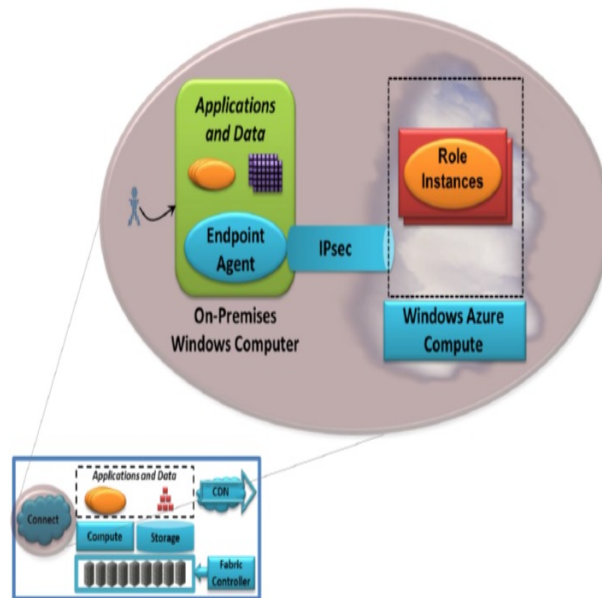 Applications
and Data
Role
Instances
Endpoint
Agent
IPsec
On-Premises
Windows Computer
Windows Azure
Compute
Applications and Data
Connect
CDN
Compute
Storage
Fabric
Controller